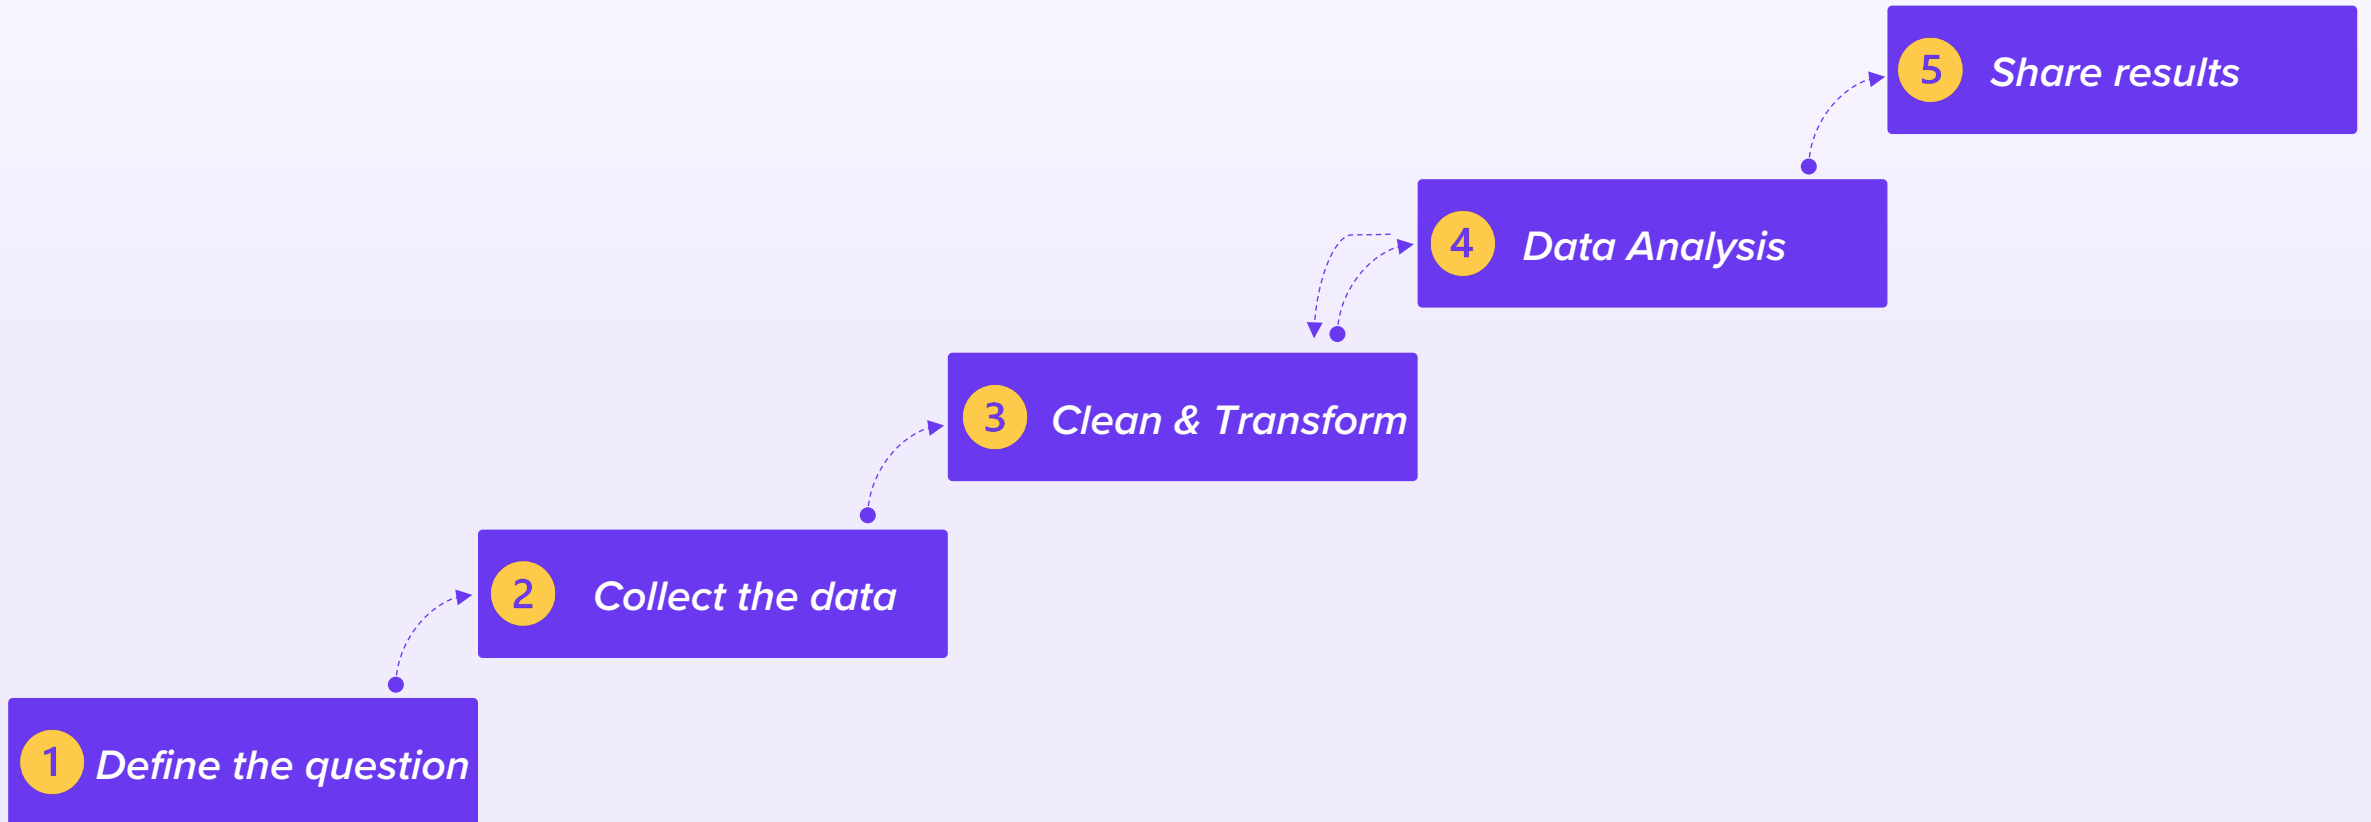 5 Share results
4 Data Analysis
3 Clean & Transform
2 Collect the data
1 Define the question